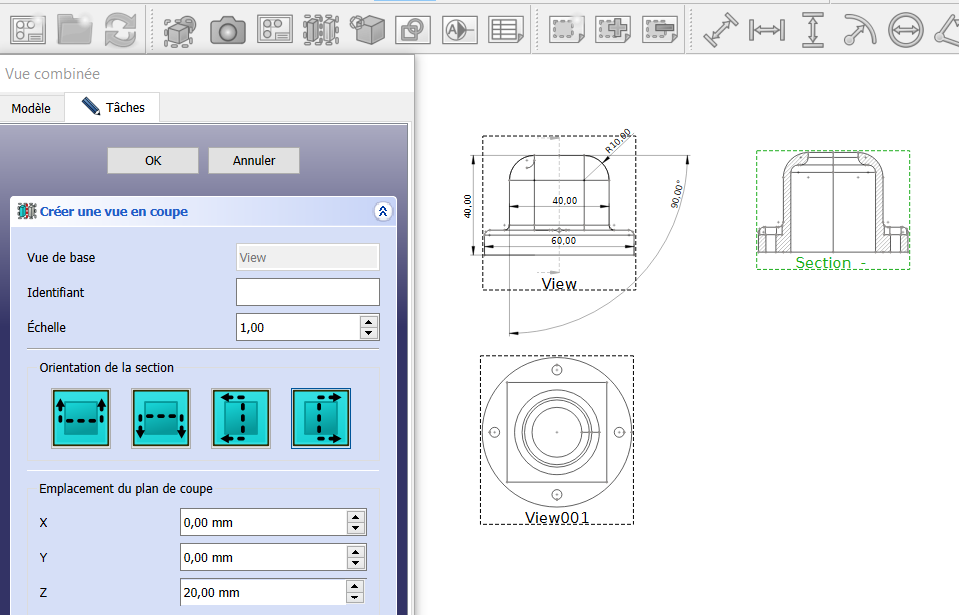 Vue combinée
Modèle
Tâches
OK
Annuler
Créer une vue en coupe
Vue de base
View
Identifiant
Échelle
1,00
Orientation de la section
Emplacement du plan de coupe
X
0,00 mm
Y
0,00 mm
Z
20,00 mm
R10,00
40,00
40,00
60,00
90,00°
View
Section -
View001